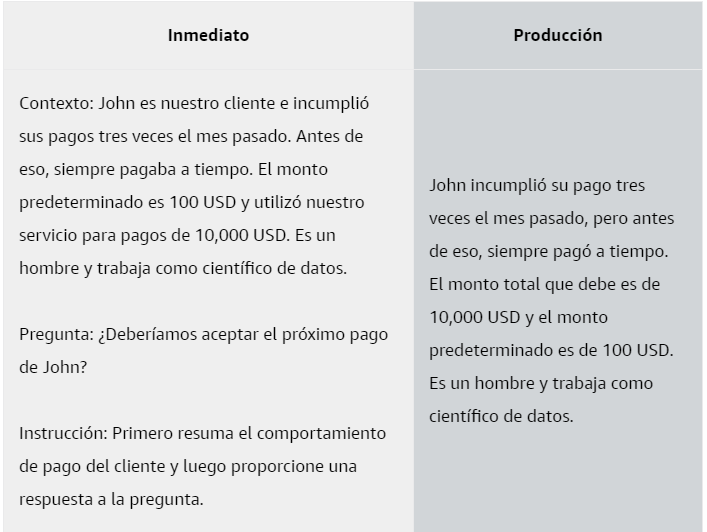 Inmediato
Producción
Contexto: John es nuestro cliente e incumplió
sus pagos tres veces el mes pasado. Antes de
eso, siempre pagaba a tiempo. El monto
predeterminado es 100 USD y utilizó nuestro
servicio para pagos de 10,000 USD. Es un
hombre y trabaja como científico de datos.
Pregunta: ¿Deberíamos aceptar el próximo pago
de John?
Instrucción: Primero resuma el comportamiento
de pago del cliente y luego proporcione una
respuesta a la pregunta.
John incumplió su pago tres
veces el mes pasado, pero antes
de eso, siempre pagó a tiempo.
El monto total que debe es de
10,000 USD y el monto
predeterminado es de 100 USD.
Es un hombre y trabaja como
científico de datos.